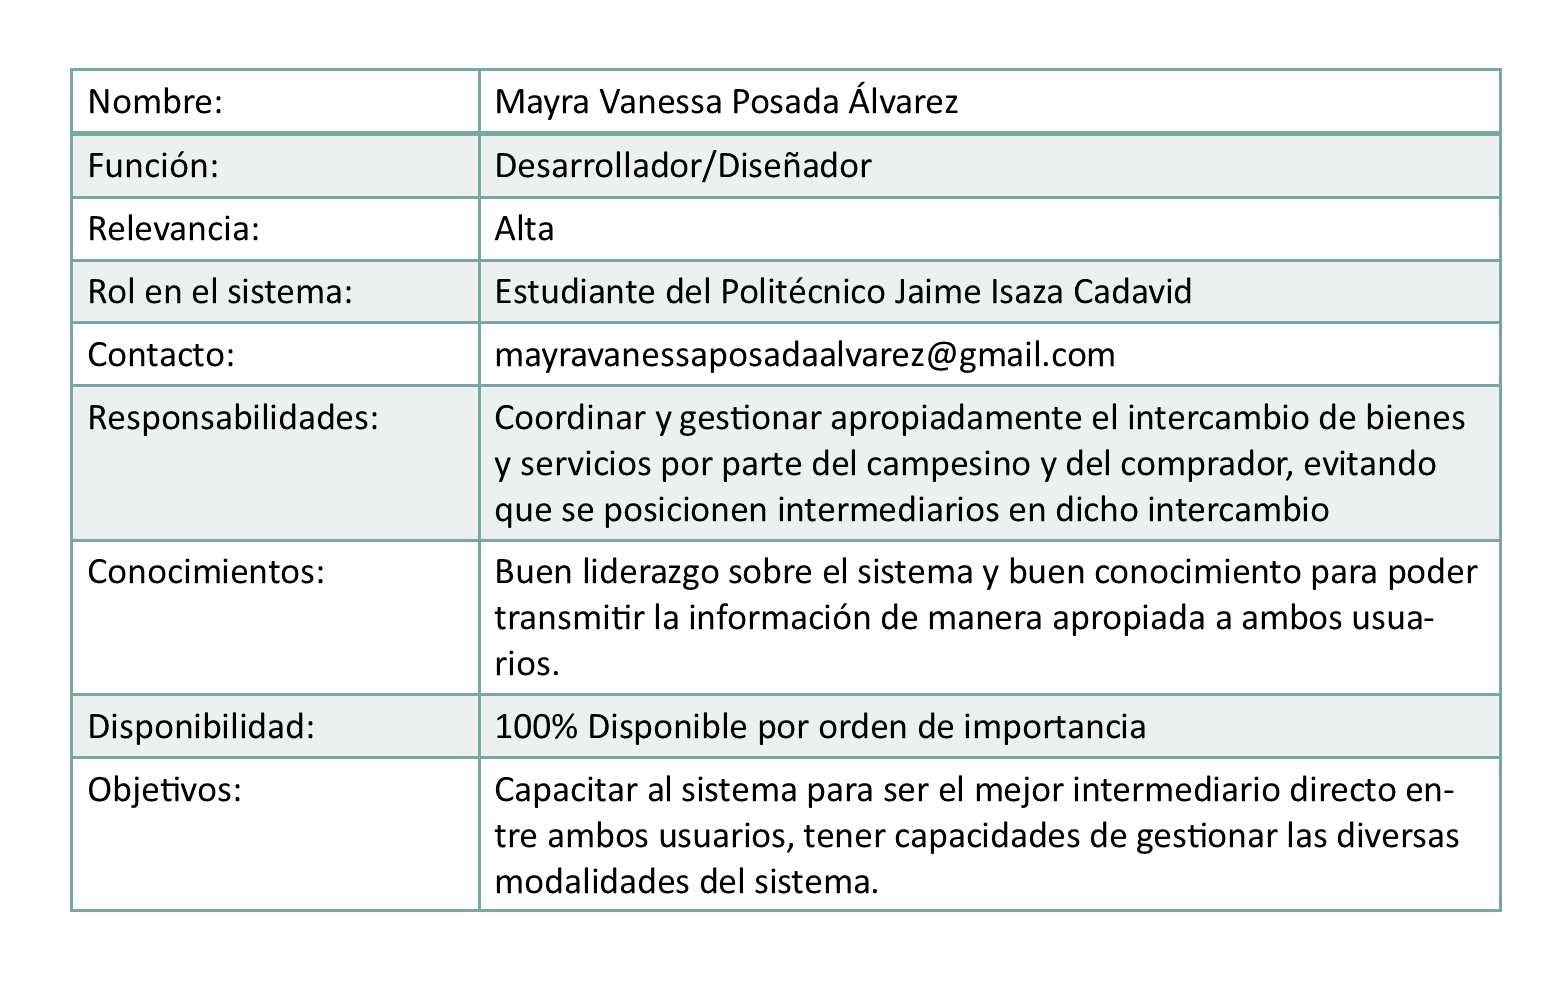 Nombre: Mayra Vanessa Posada Álvarez
Función: Desarrollador/Diseñador
Relevancia: Alta
Rol en el sistema: Estudiante del Politécnico Jaime Isaza Cadavid
Contacto: mayravanessaposadaalvarez@gmail.com
Responsabilidades: Coordinar y gestionar apropiadamente el intercambio de bienes
y servicios por parte del campesino y del comprador, evitando
que se posicionen intermediarios en dicho intercambio
Conocimientos: Buen liderazgo sobre el sistema y buen conocimiento para poder
transmitir la información de manera apropiada a ambos usua-
rios.
Disponibilidad: 100% Disponible por orden de importancia
Objetivos: Capacitar al sistema para ser el mejor intermediario directo en-
tre ambos usuarios, tener capacidades de gestionar las diversas
modalidades del sistema.